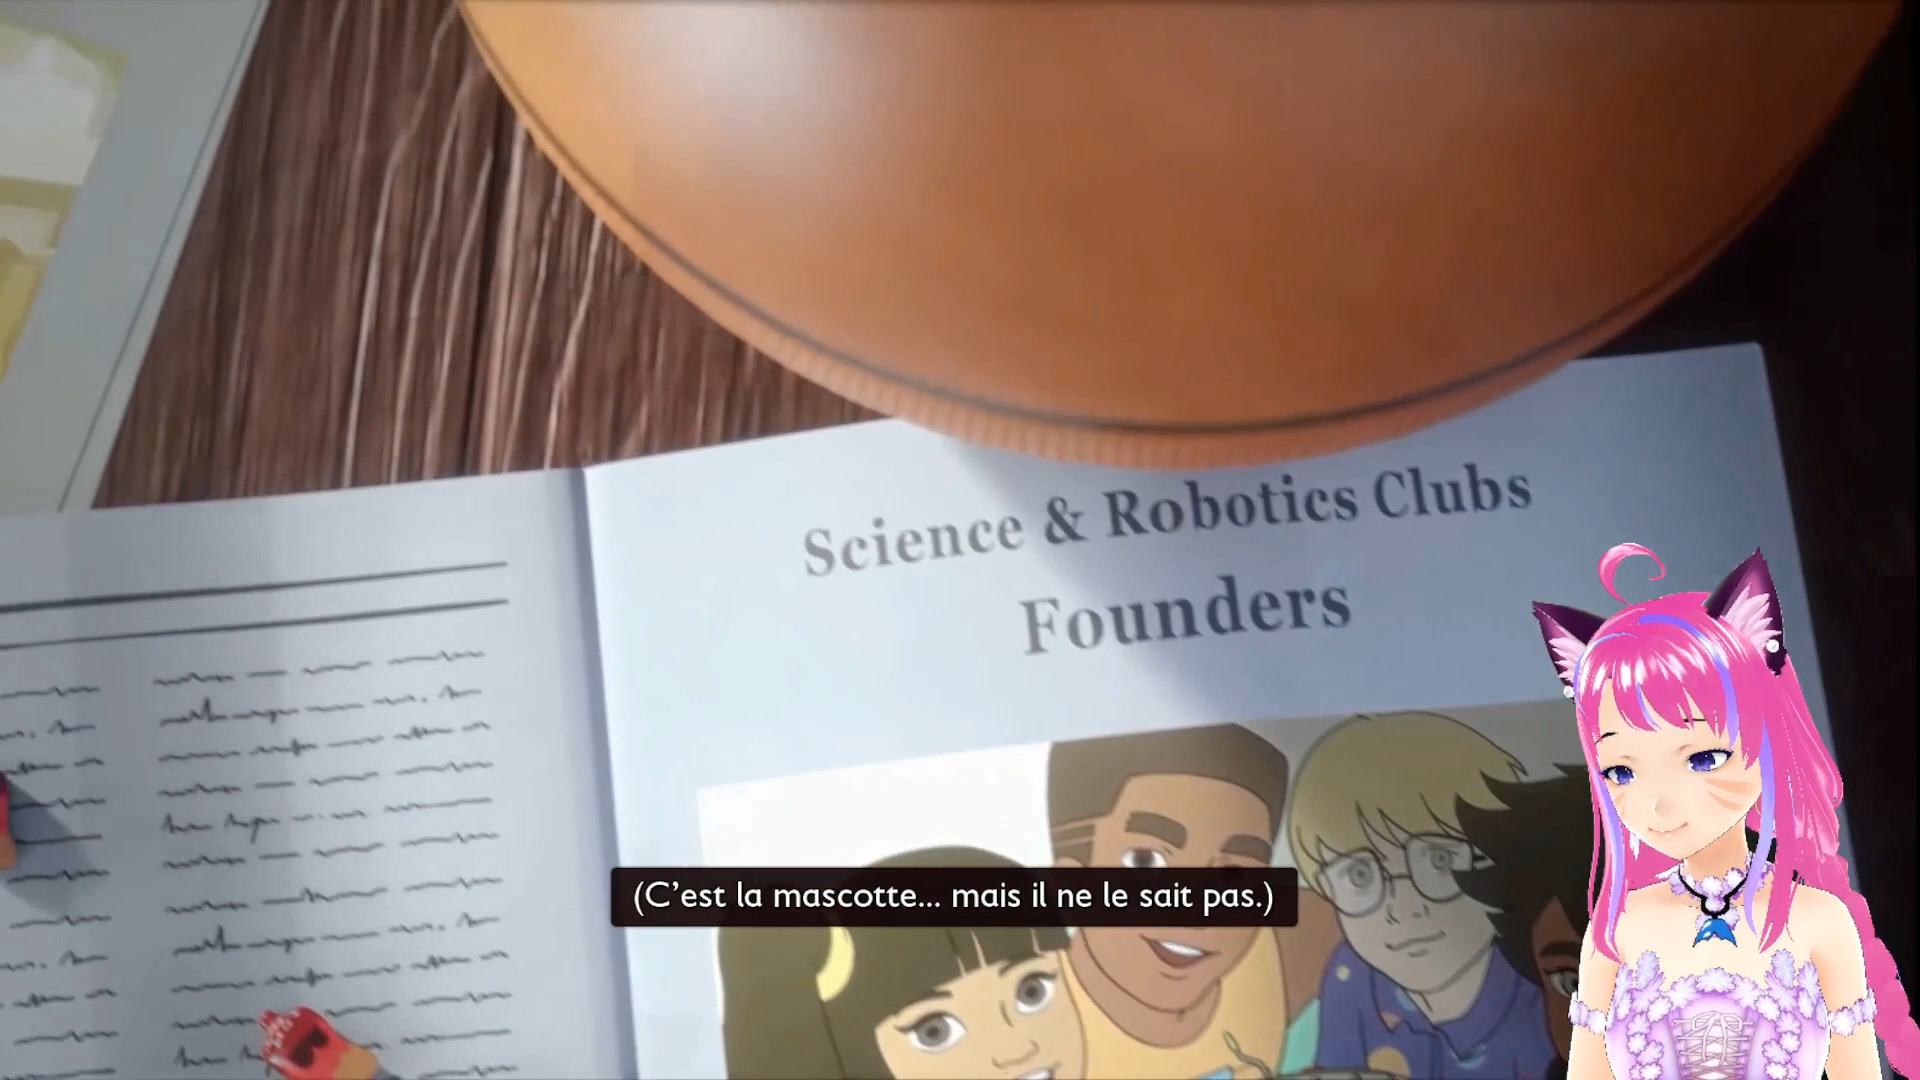 Science & Robotics Clubs
Founders
(C'est la mascotte... mais il ne le sait pas.)